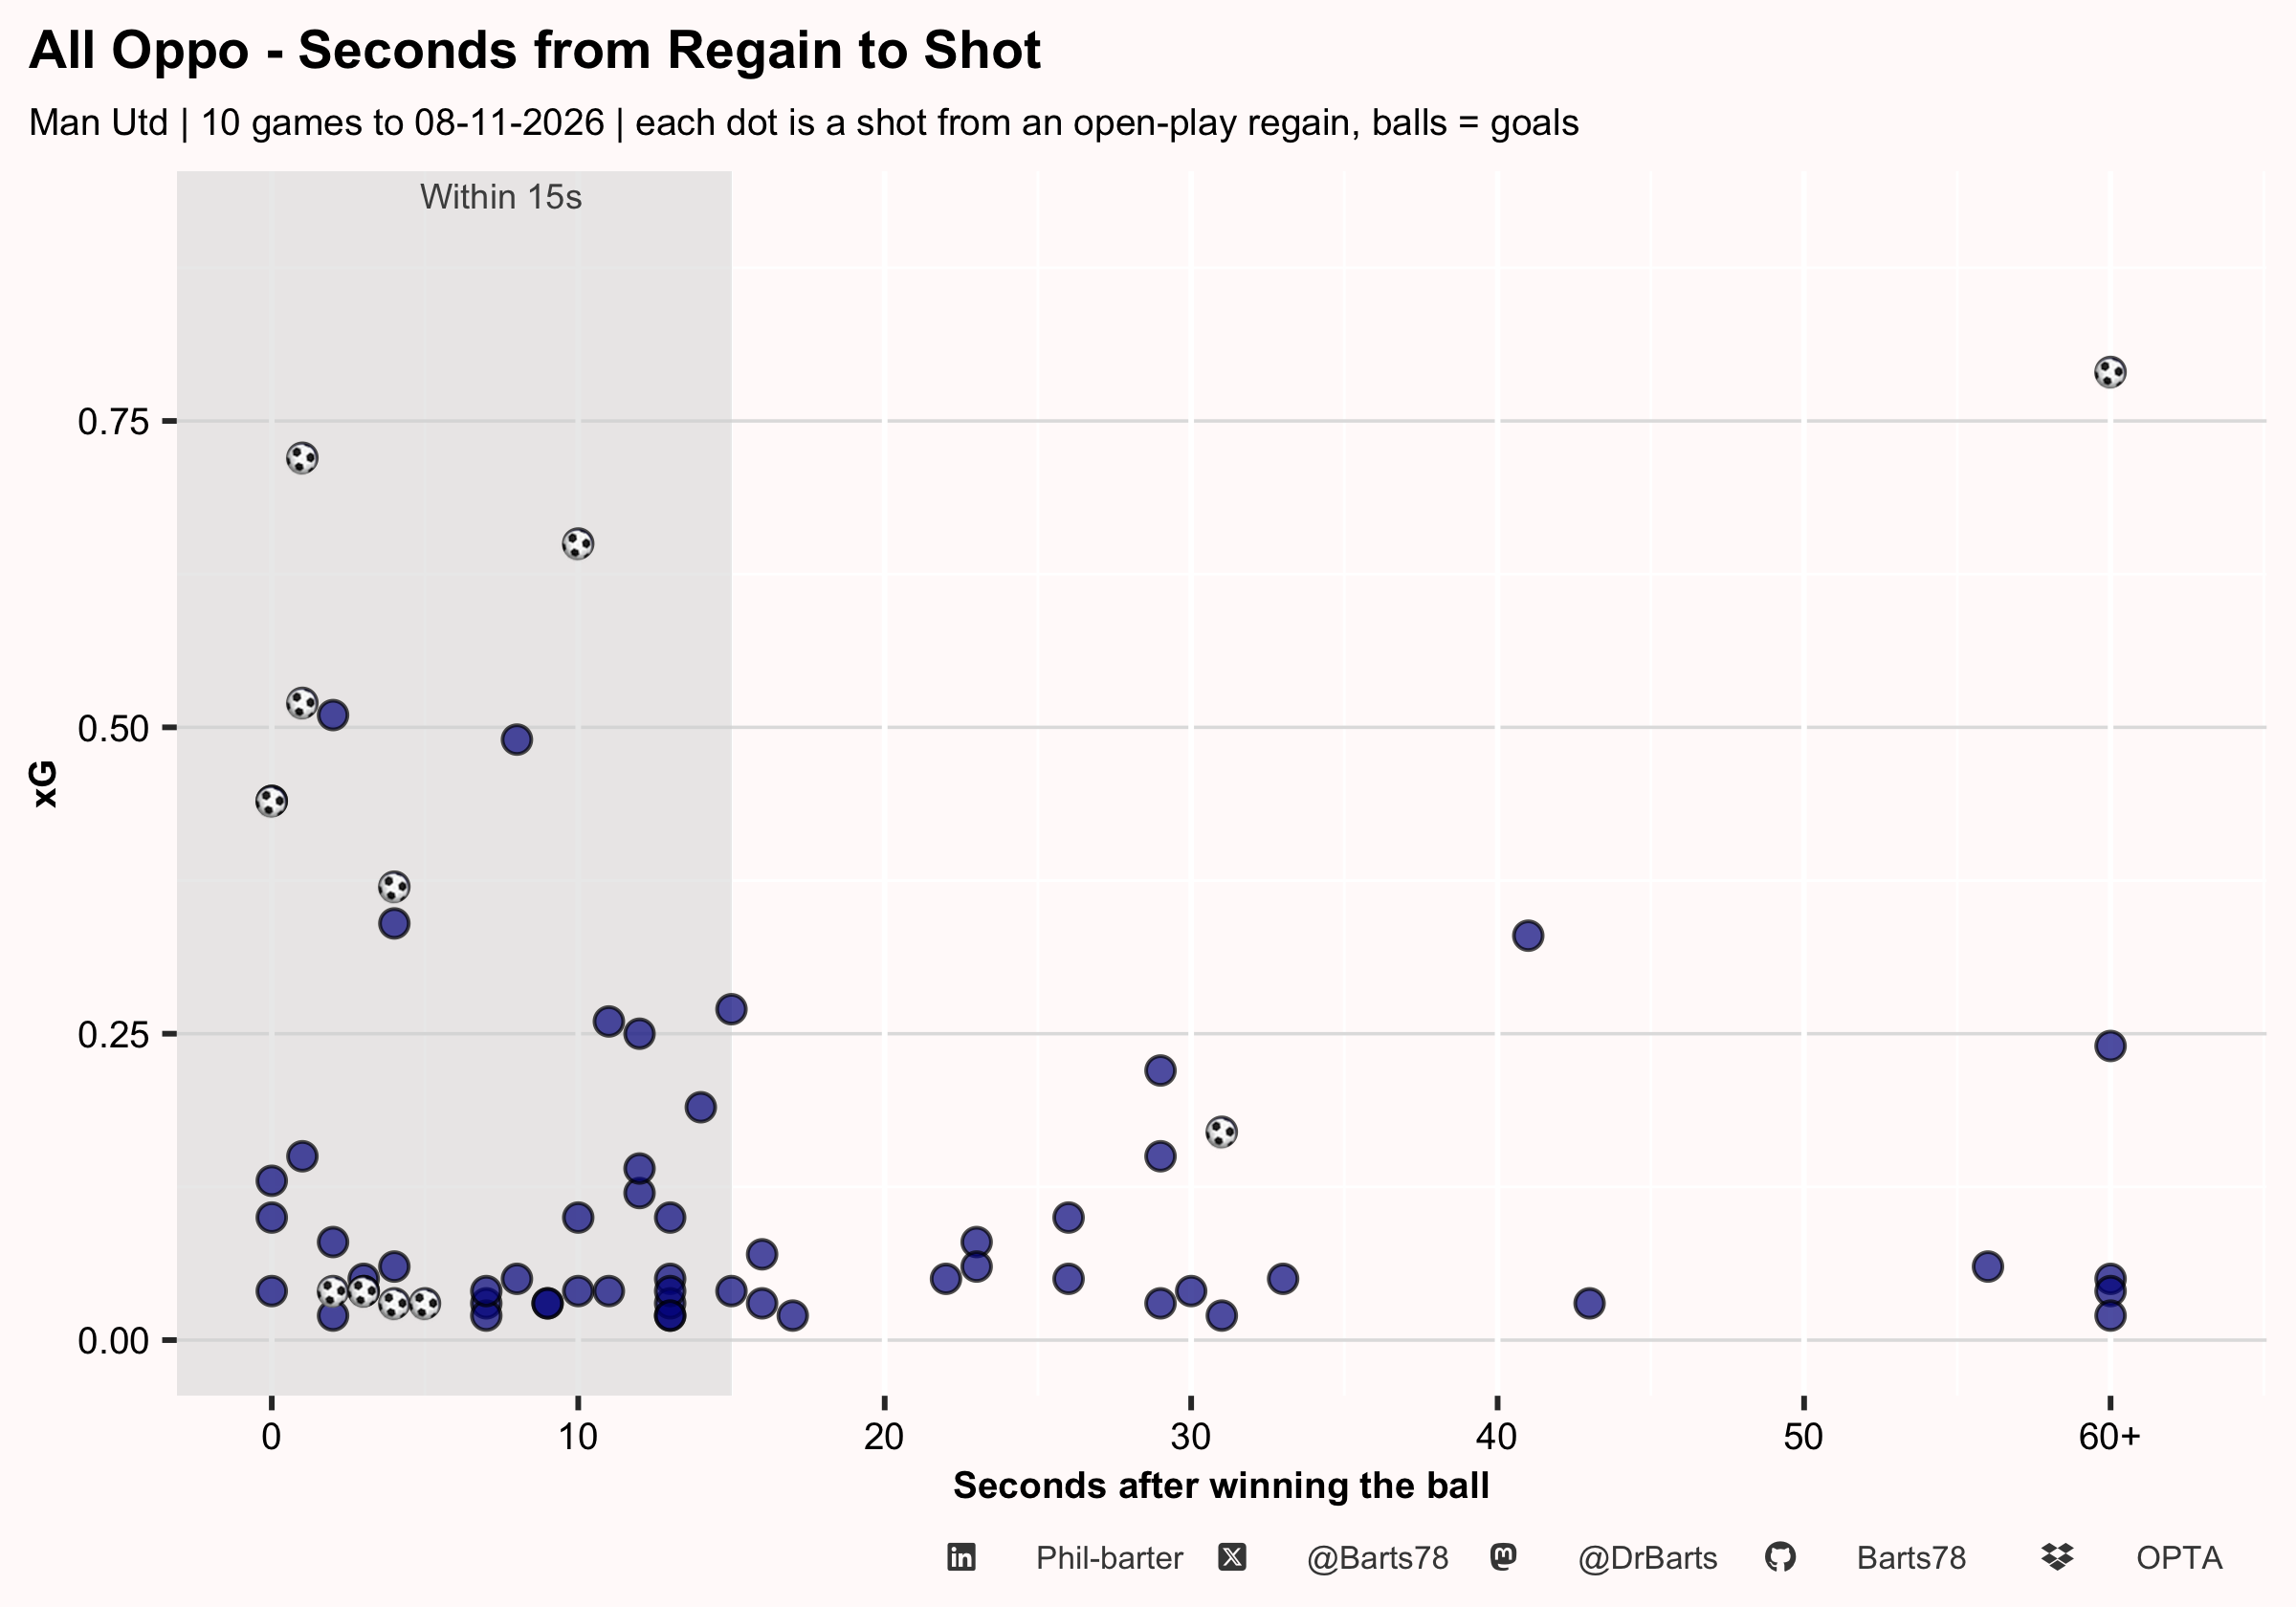 All Oppo - Seconds from Regain to Shot
Man Utd | 10 games to 08-11-2026 | each dot is a shot from an open-play regain, balls = goals
Within 15s
0.75
0.50
0.25
0.00
xG
0 10 20 30 40 50 60+
Seconds after winning the ball
Phil-barter @Barts78 @DrBarts Barts78 OPTA